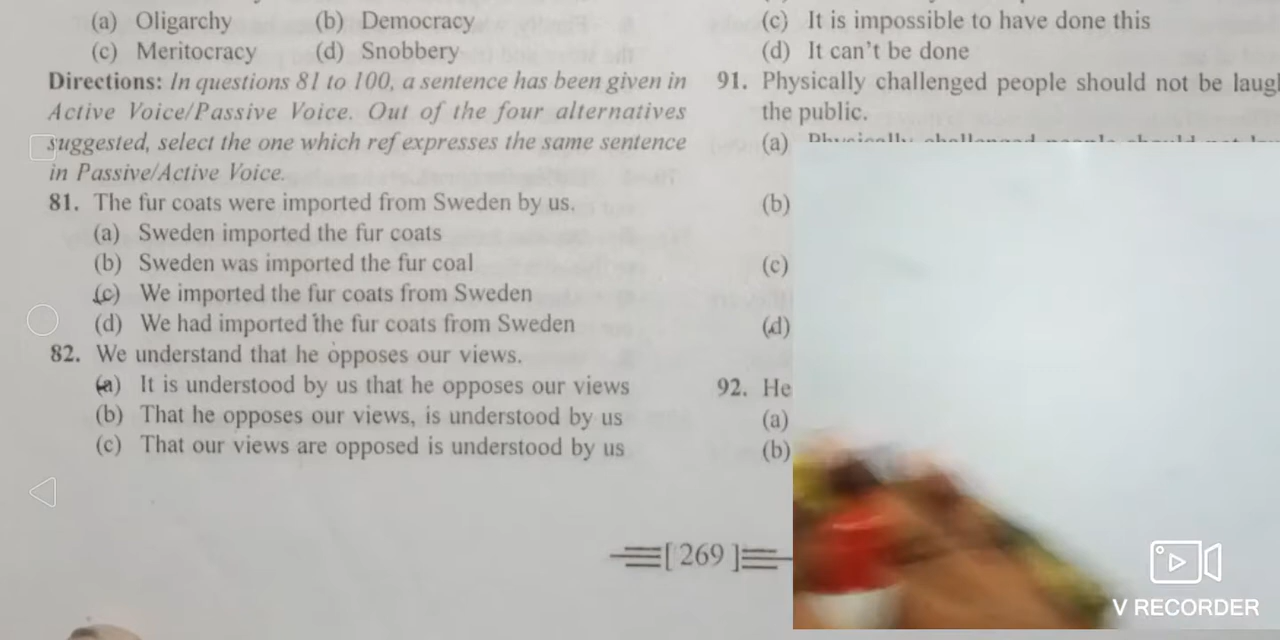 (a) Oligarchy (b) Democracy
(c) Meritocracy (d) Snobbery
Directions: In questions 81 to 100, a sentence has been given in
Active Voice/Passive Voice. Out of the four alternatives
suggested, select the one which ref expresses the same sentence
in Passive/Active Voice.
81. The fur coats were imported from Sweden by us.
(a) Sweden imported the fur coats
(b) Sweden was imported the fur coal
(c) We imported the fur coats from Sweden
(d) We had imported the fur coats from Sweden
82. We understand that he opposes our views.
(a) It is understood by us that he opposes our views
(b) That he opposes our views, is understood by us
(c) That our views are opposed is understood by us
(c) It is impossible to have done this
(d) It can't be done
91. Physically challenged people should not be
the public.
(a) Physically challenged people should not
(b)
(c)
(d)
92. He
(a)
(b)
[ 269 ]
V RECORDER